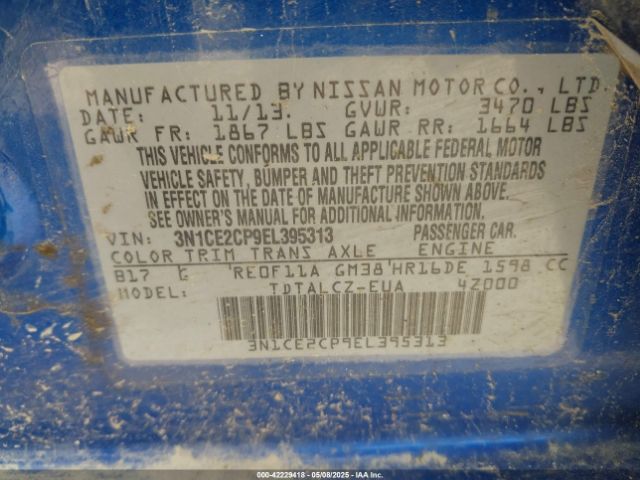 MANUFACTURED BY NISSAN MOTOR CO., LTD.
DATE: 11/13. GVWR: 3470 LBS
GAWR FR: 1867 LBS GAWR RR: 1664 LBS
THIS VEHICLE CONFORMS TO ALL APPLICABLE FEDERAL MOTOR
VEHICLE SAFETY, BUMPER AND THEFT PREVENTION STANDARDS
IN EFFECT ON THE DATE OF MANUFACTURE SHOWN ABOVE.
SEE OWNER'S MANUAL FOR ADDITIONAL INFORMATION.
VIN: 3N1CE2CP9EL395313 PASSENGER CAR.
COLOR TRIM TRANS AXLE ENGINE
B17 G RE0F11A GM38 HR16DE 1598 CC
MODEL: TDTALCZ-EUA 4Z000
3N1CE2CP9EL395313
000-42229418 - 05/08/2025 - IAAI.COM